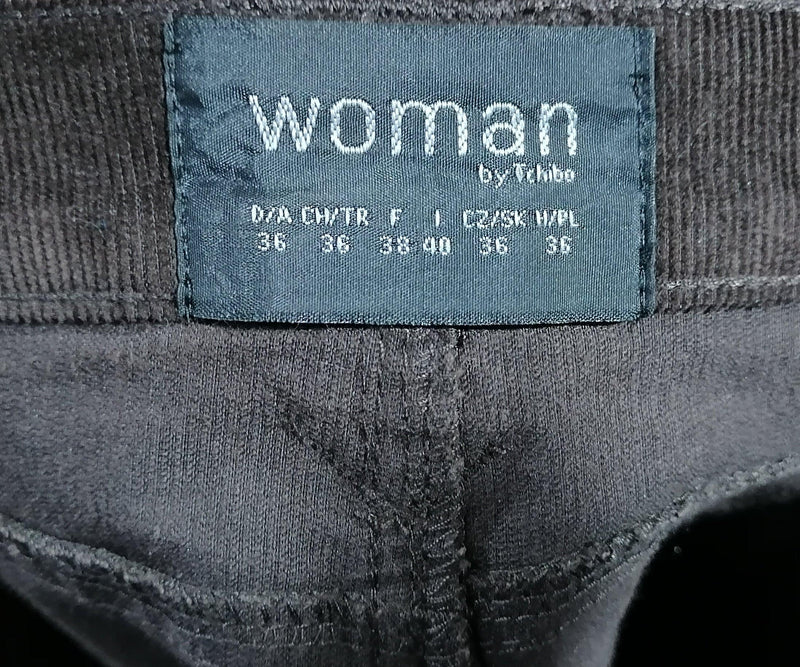 woman
by Tchibo
D/A CH/TR F I CZ/SK H/PL
36 36 38 40 36 36